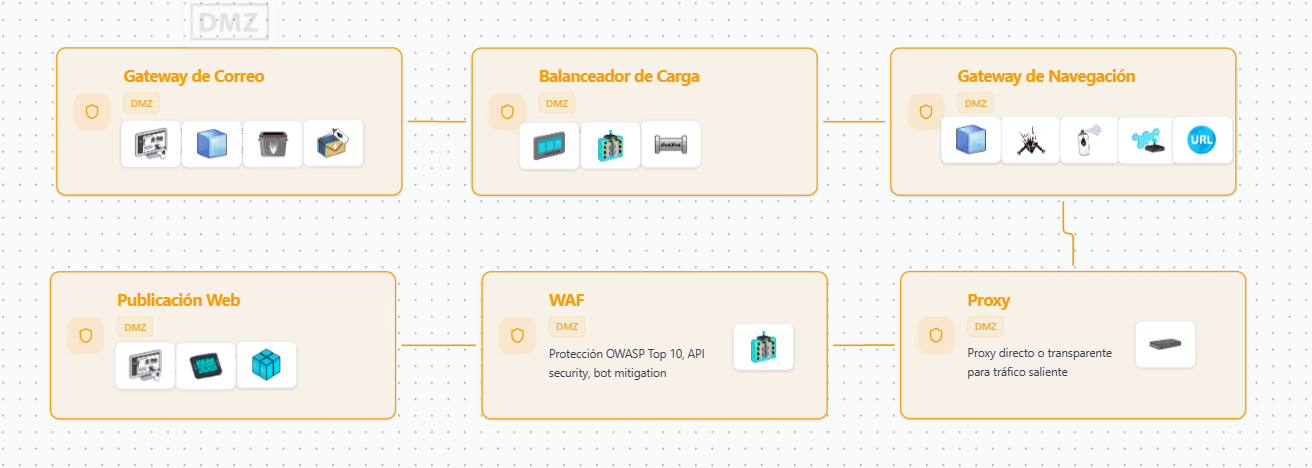 DMZ
Gateway de Correo
DMZ
Balanceador de Carga
DMZ
Gateway de Navegación
DMZ
URL
Publicación Web
DMZ
WAF
DMZ
Protección OWASP Top 10, API
security, bot mitigation
Proxy
DMZ
Proxy directo o transparente
para tráfico saliente